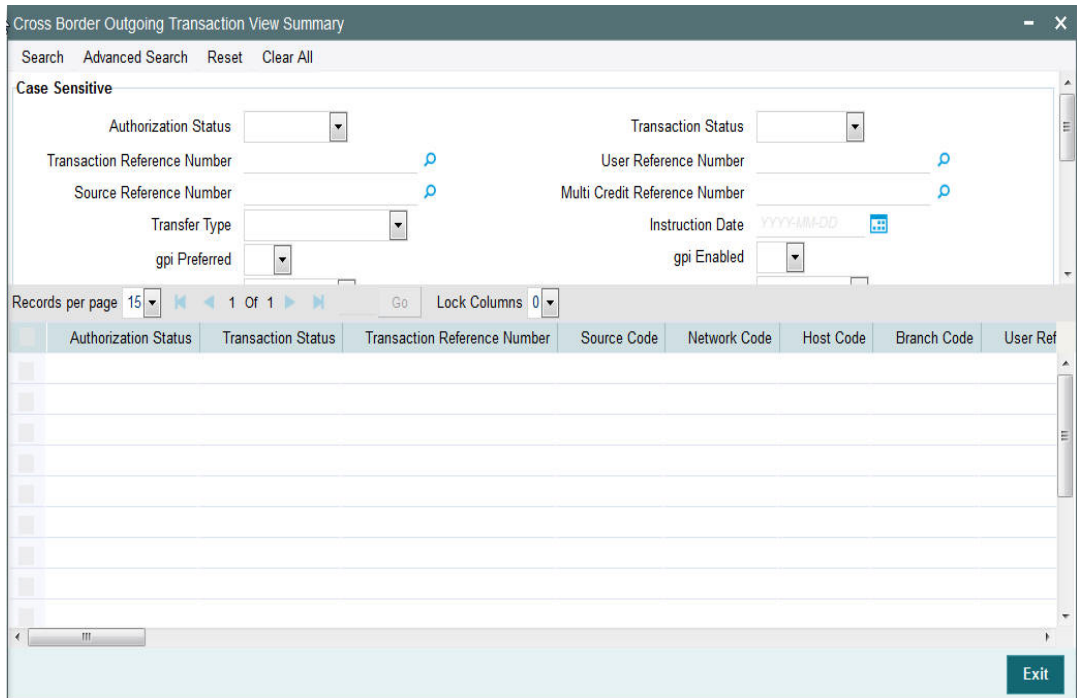 Cross Border Outgoing Transaction View Summary
Search Advanced Search Reset Clear All
Case Sensitive
Authorization Status Transaction Status
Transaction Reference Number User Reference Number
Source Reference Number Multi Credit Reference Number
Transfer Type Instruction Date YYYY-MM-DD
gpi Preferred gpi Enabled
Records per page 15 1 Of 1 Go Lock Columns 0
Authorization Status Transaction Status Transaction Reference Number Source Code Network Code Host Code Branch Code User Ref
Exit